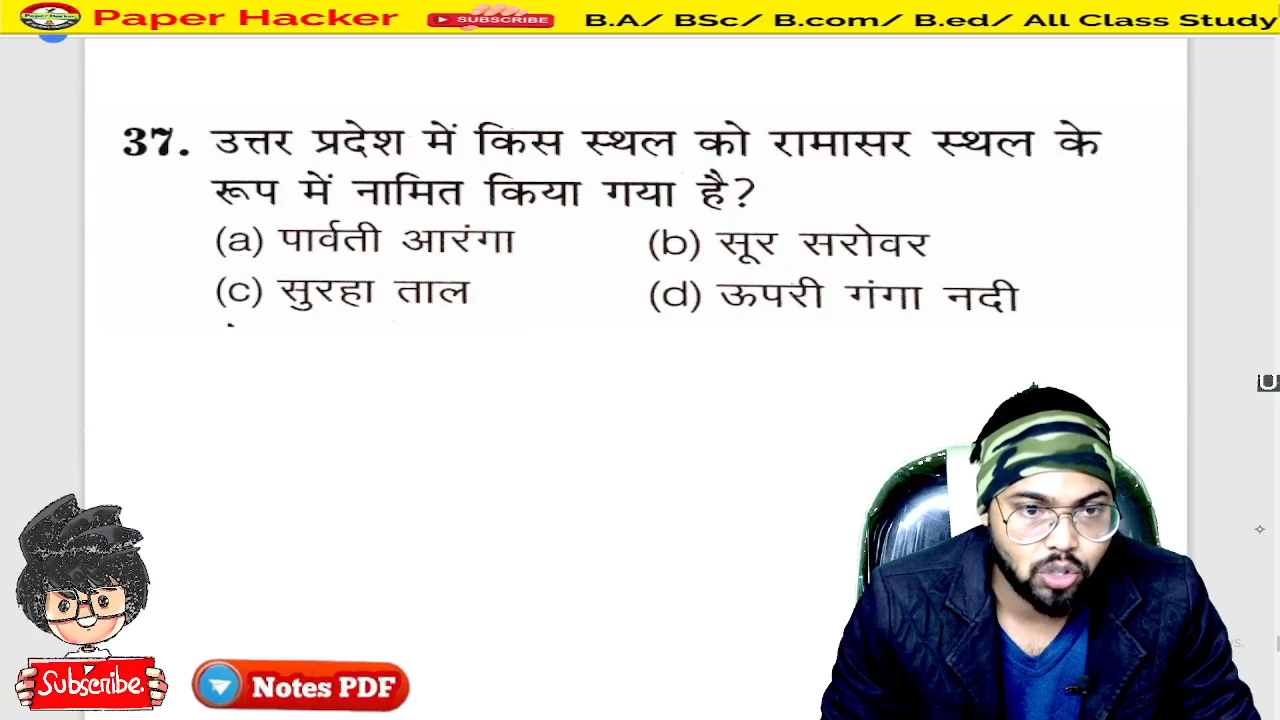 Paper Hacker SUBSCRIBE B.A/ BSc/ B.com/ B.ed/ All Class Study
37. उत्तर प्रदेश में किस स्थल को रामासर स्थल के
रूप में नामित किया गया है?
(a) पार्वती आरंगा (b) सूर सरोवर
(c) सुरहा ताल (d) ऊपरी गंगा नदी
Subscribe.
Notes PDF